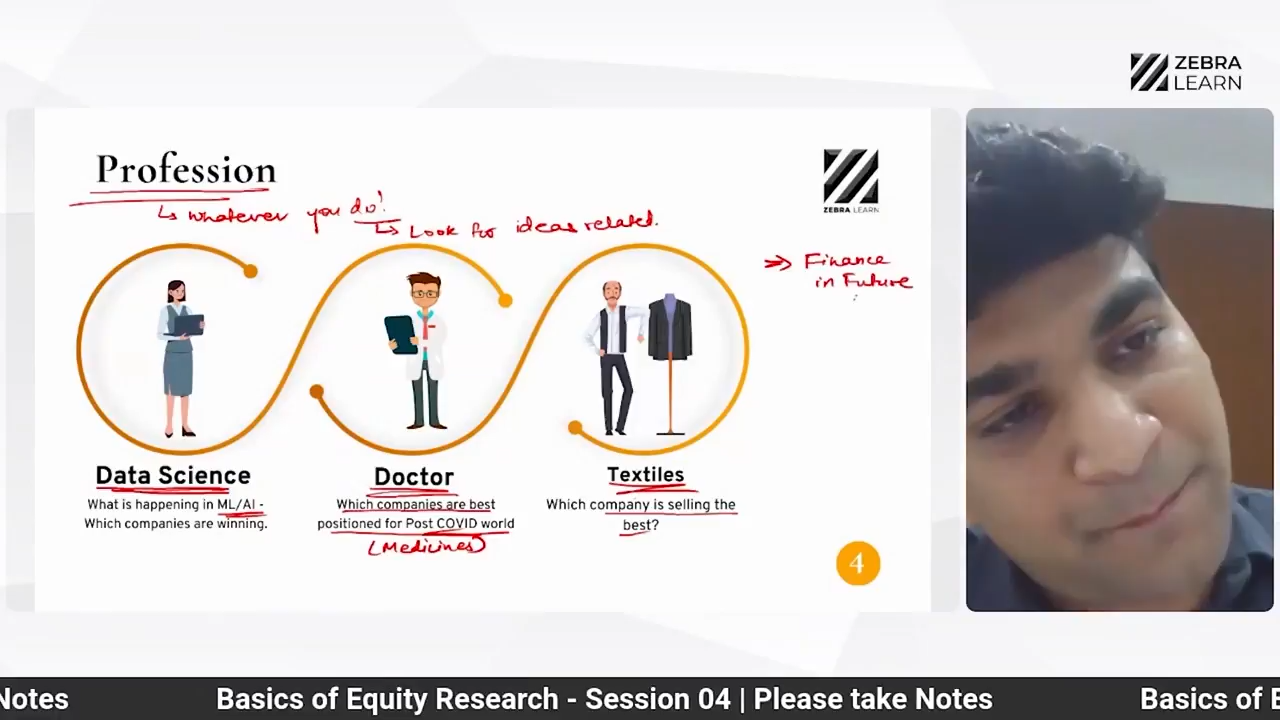 ZEBRA
LEARN
Profession
ZEBRA LEARN
↳ whatever you do!
↳ Look for ideas related.
⇒ Finance
in Future
Data Science
What is happening in ML/AI -
Which companies are winning.
Doctor
Which companies are best
positioned for Post COVID world
(Medicines)
Textiles
Which company is selling the
best?
4
Notes
Basics of Equity Research - Session 04 | Please take Notes
Basics of E